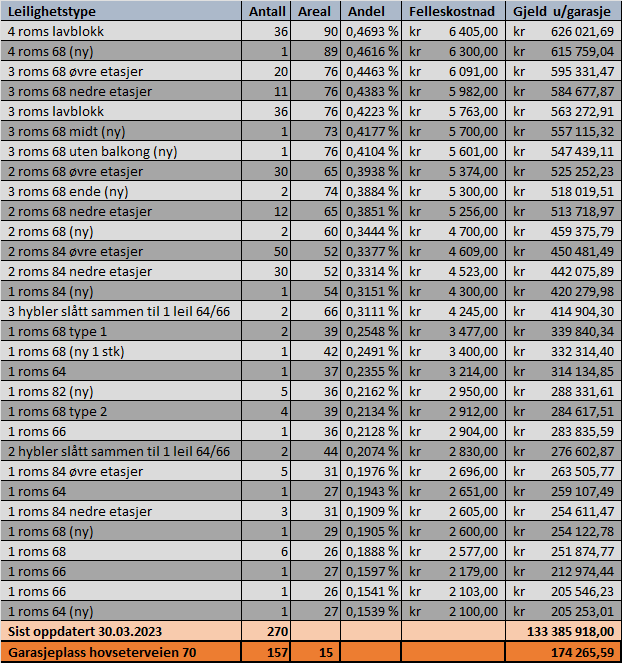 Leilighetstype Antall Areal Andel Felleskostnad Gjeld u/garasje
4 roms lavblokk 36 90 0,4693 % kr 6 405,00 kr 626 021,69
4 roms 68 (ny) 1 89 0,4616 % kr 6 300,00 kr 615 759,04
3 roms 68 øvre etasjer 20 76 0,4463 % kr 6 091,00 kr 595 331,47
3 roms 68 nedre etasjer 11 76 0,4383 % kr 5 982,00 kr 584 677,87
3 roms lavblokk 36 76 0,4223 % kr 5 763,00 kr 563 272,91
3 roms 68 midt (ny) 1 73 0,4177 % kr 5 700,00 kr 557 115,32
3 roms 68 uten balkong (ny) 1 76 0,4104 % kr 5 601,00 kr 547 439,11
2 roms 68 øvre etasjer 30 65 0,3938 % kr 5 374,00 kr 525 252,23
3 roms 68 ende (ny) 2 74 0,3884 % kr 5 300,00 kr 518 019,51
2 roms 68 nedre etasjer 12 65 0,3851 % kr 5 256,00 kr 513 718,97
2 roms 68 (ny) 2 60 0,3444 % kr 4 700,00 kr 459 375,79
2 roms 84 øvre etasjer 50 52 0,3377 % kr 4 609,00 kr 450 481,49
2 roms 84 nedre etasjer 30 52 0,3314 % kr 4 523,00 kr 442 075,89
1 roms 84 (ny) 1 54 0,3151 % kr 4 300,00 kr 420 279,98
3 hybler slått sammen til 1 leil 64/66 2 66 0,3111 % kr 4 245,00 kr 414 904,30
1 roms 68 type 1 2 39 0,2548 % kr 3 477,00 kr 339 840,34
1 roms 68 (ny 1 stk) 1 42 0,2491 % kr 3 400,00 kr 332 314,40
1 roms 64 1 37 0,2355 % kr 3 214,00 kr 314 134,85
1 roms 82 (ny) 5 36 0,2162 % kr 2 950,00 kr 288 331,61
1 roms 68 type 2 4 39 0,2134 % kr 2 912,00 kr 284 617,51
1 roms 66 1 36 0,2128 % kr 2 904,00 kr 283 835,59
2 hybler slått sammen til 1 leil 64/66 2 44 0,2074 % kr 2 830,00 kr 276 602,87
1 roms 84 øvre etasjer 5 31 0,1976 % kr 2 696,00 kr 263 505,77
1 roms 64 1 27 0,1943 % kr 2 651,00 kr 259 107,49
1 roms 84 nedre etasjer 3 31 0,1909 % kr 2 605,00 kr 254 611,47
1 roms 68 (ny) 1 29 0,1905 % kr 2 600,00 kr 254 122,78
1 roms 68 6 26 0,1888 % kr 2 577,00 kr 251 874,77
1 roms 66 1 27 0,1597 % kr 2 179,00 kr 212 974,44
1 roms 66 1 26 0,1541 % kr 2 103,00 kr 205 546,23
1 roms 64 (ny) 1 27 0,1539 % kr 2 100,00 kr 205 253,01
Sist oppdatert 30.03.2023 270 133 385 918,00
Garasjeplass hovseterveien 70 157 15 174 265,59